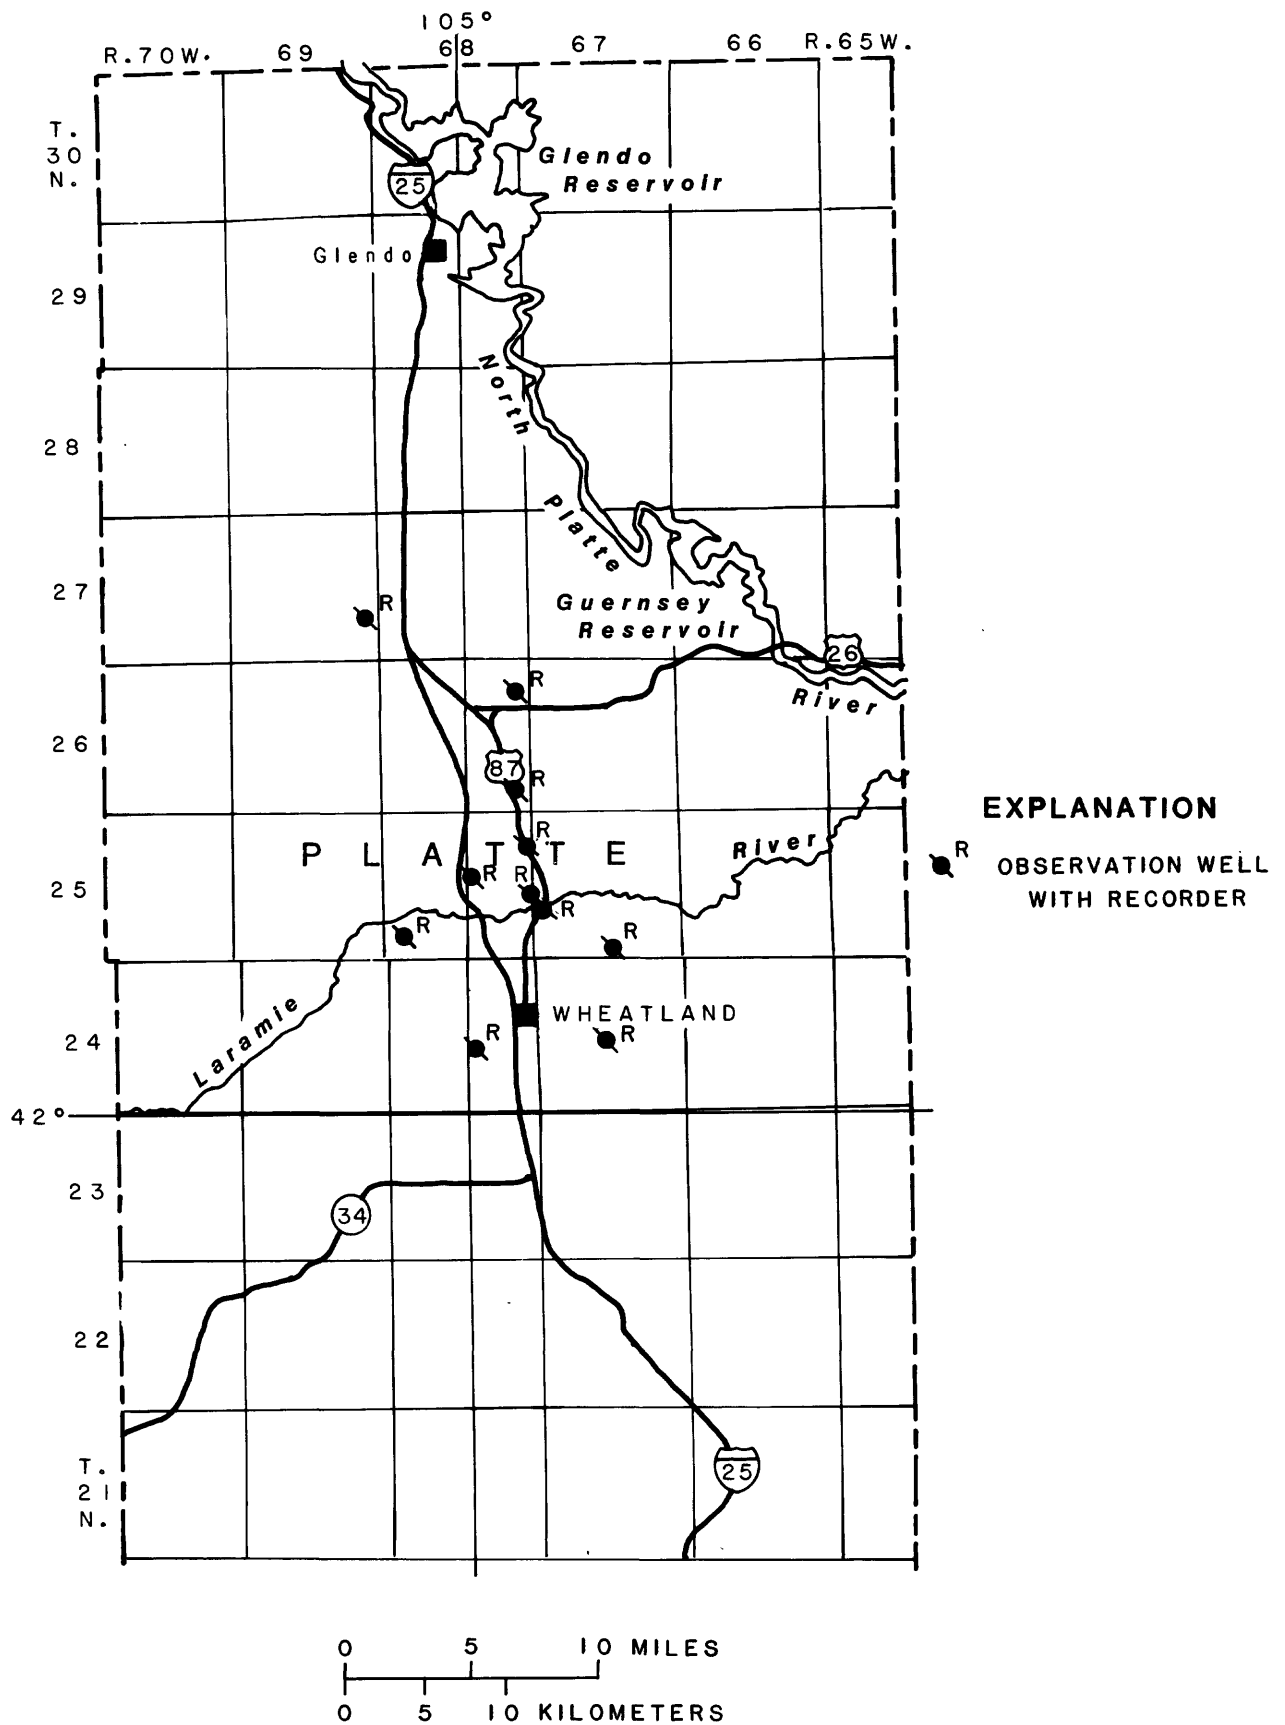 105°
R.70W. 69 68 67 66 R.65W.
T.
30
N.
Glendo
Reservoir
25
Glendo
29
North
28
Platte
27
R
Guernsey
Reservoir
26
R
River
26
87
R
R
PLATTE
River
R
R
25
R
R
R
WHEATLAND
R
R
24
Laramie
42°
23
34
22
T.
21
N.
25
EXPLANATION
R
OBSERVATION WELL
WITH RECORDER
0 5 10 MILES
0 5 10 KILOMETERS